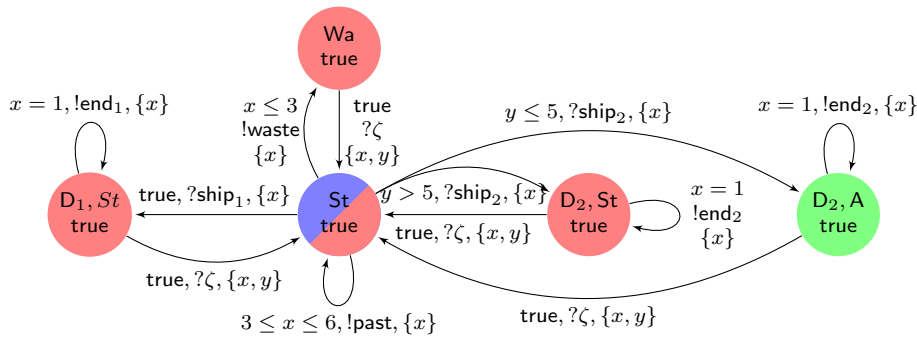 Wa
true
x = 1, !end₁, {x}
x ≤ 3
!waste
{x}
true
?ζ
{x, y}
y ≤ 5, ?ship₂, {x}
x = 1, !end₂, {x}
D₁, St
true
true, ?ship₁, {x}
St
true
y > 5, ?ship₂, {x}
true, ?ζ, {x, y}
D₂, St
true
x = 1
!end₂
{x}
D₂, A
true
true, ?ζ, {x, y}
3 ≤ x ≤ 6, !past, {x}
true, ?ζ, {x, y}